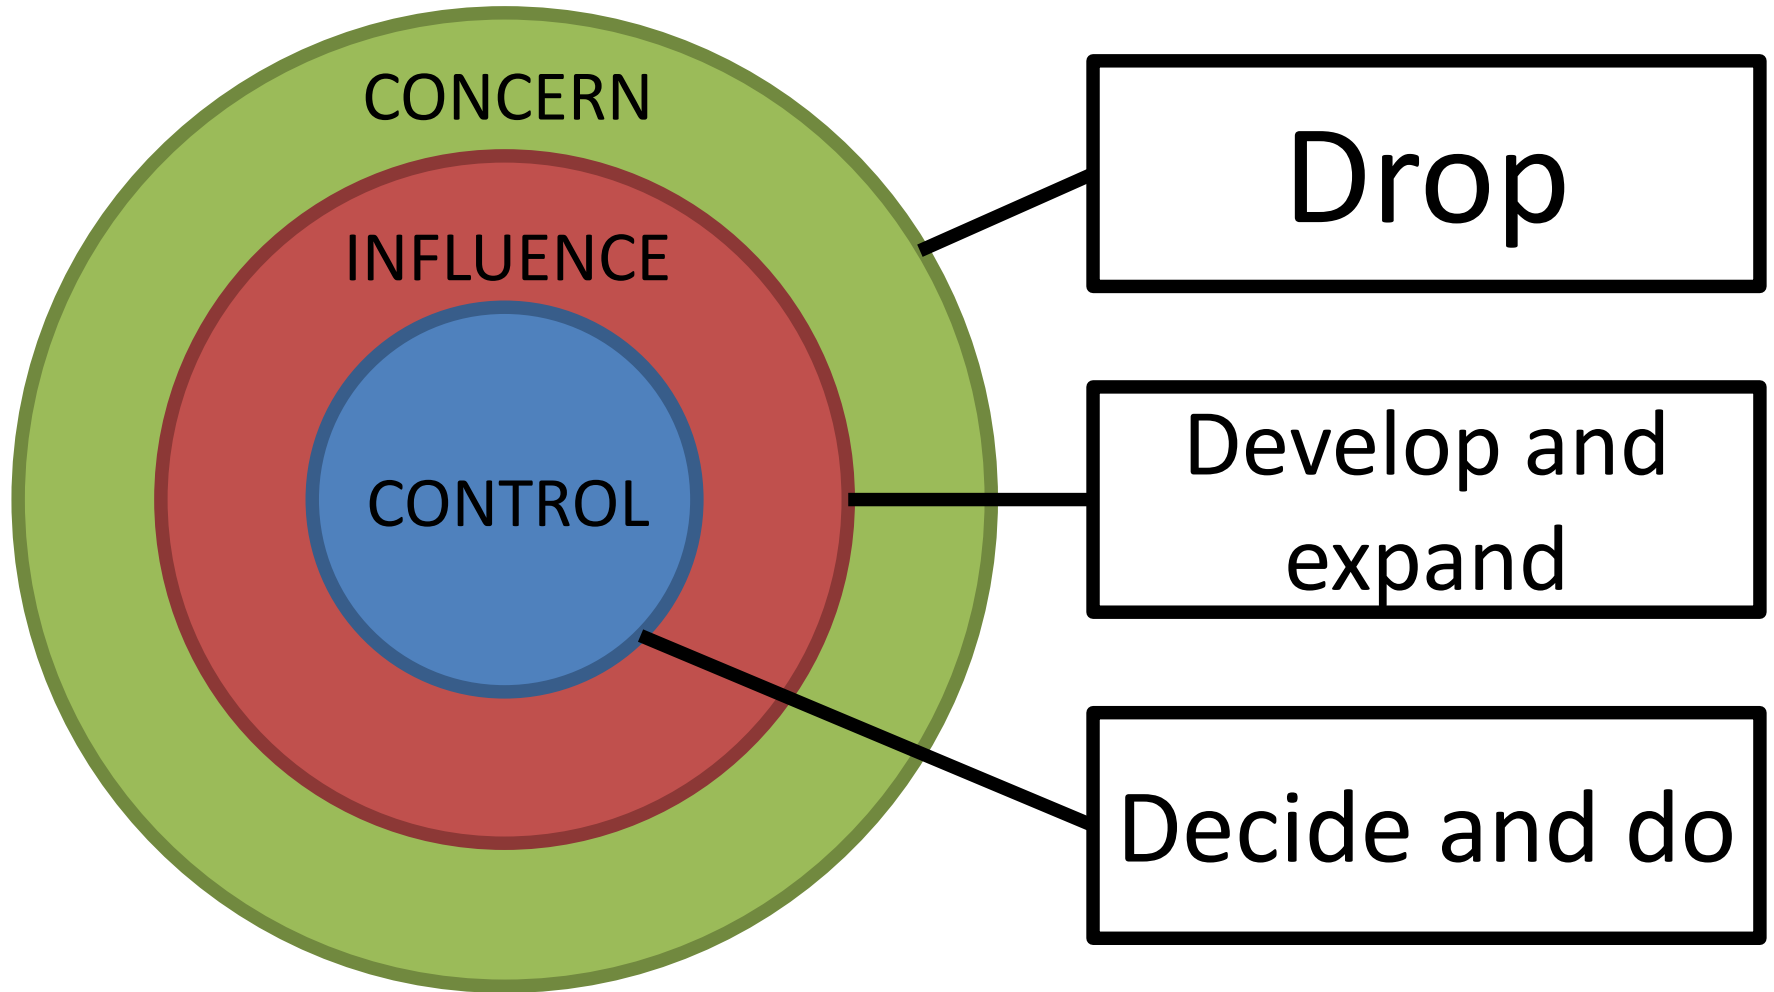 CONCERN
INFLUENCE
CONTROL
Drop
Develop and
expand
Decide and do